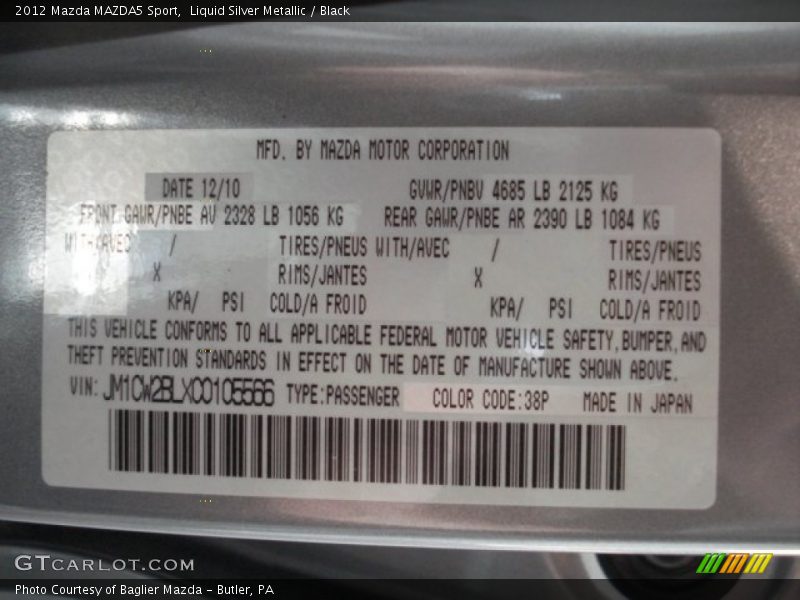 2012 Mazda MAZDA5 Sport, Liquid Silver Metallic / Black
MFD. BY MAZDA MOTOR CORPORATION
DATE 12/10 GVWR/PNBV 4685 LB 2125 KG
FRONT GAWR/PNBE AV 2328 LB 1056 KG REAR GAWR/PNBE AR 2390 LB 1084 KG
WITH/AVEC / TIRES/PNEUS WITH/AVEC / TIRES/PNEUS
X RIMS/JANTES X RIMS/JANTES
KPA/ PSI COLD/A FROID KPA/ PSI COLD/A FROID
THIS VEHICLE CONFORMS TO ALL APPLICABLE FEDERAL MOTOR VEHICLE SAFETY,BUMPER,AND
THEFT PREVENTION STANDARDS IN EFFECT ON THE DATE OF MANUFACTURE SHOWN ABOVE.
VIN: JM1CW2BLXC0105566 TYPE:PASSENGER COLOR CODE:38P MADE IN JAPAN
GTCARLOT.COM
Photo Courtesy of Baglier Mazda - Butler, PA